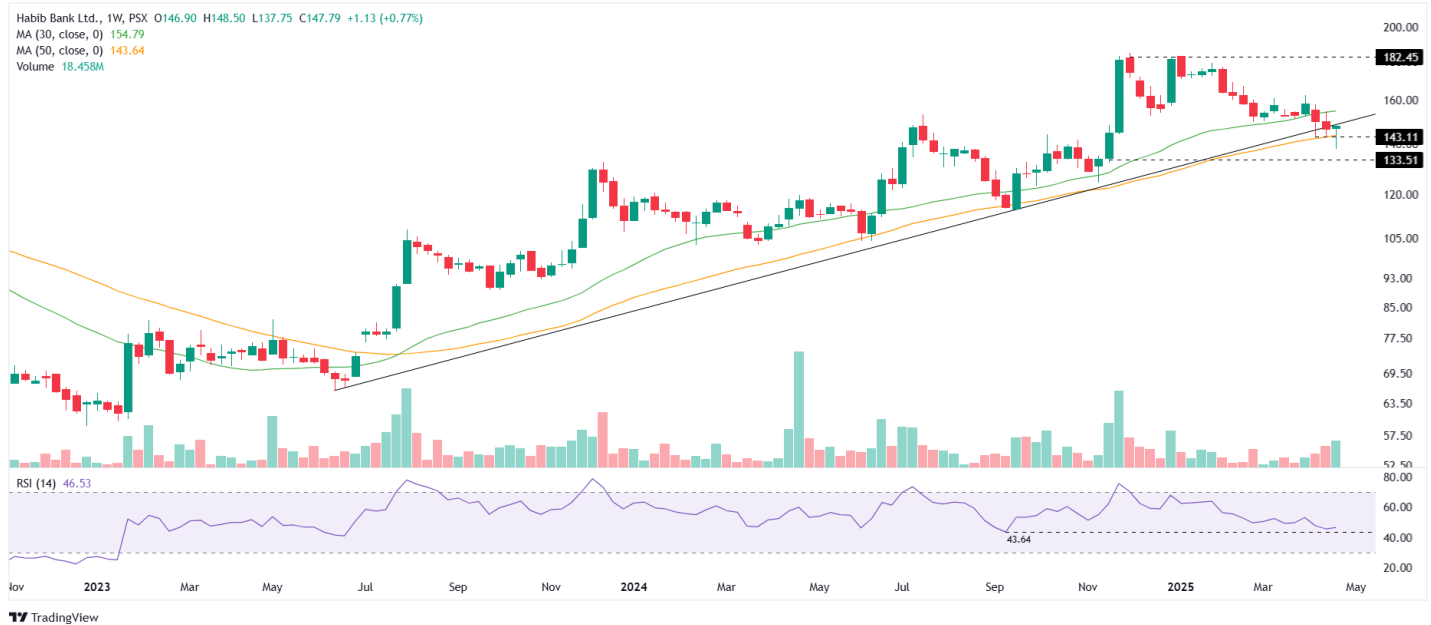 Habib Bank Ltd., 1W, PSX O146.90 H148.50 L137.75 C147.79 +1.13 (+0.77%)
MA (30, close, 0) 154.79
MA (50, close, 0) 143.64
Volume 18.458M
200.00
182.45
160.00
143.11
133.51
120.00
105.00
93.00
85.00
77.50
69.50
63.50
57.50
52.50
RSI (14) 46.53
80.00
60.00
43.64
40.00
20.00
Nov 2023 Mar May Jul Sep Nov 2024 Mar May Jul Sep Nov 2025 Mar May
TradingView